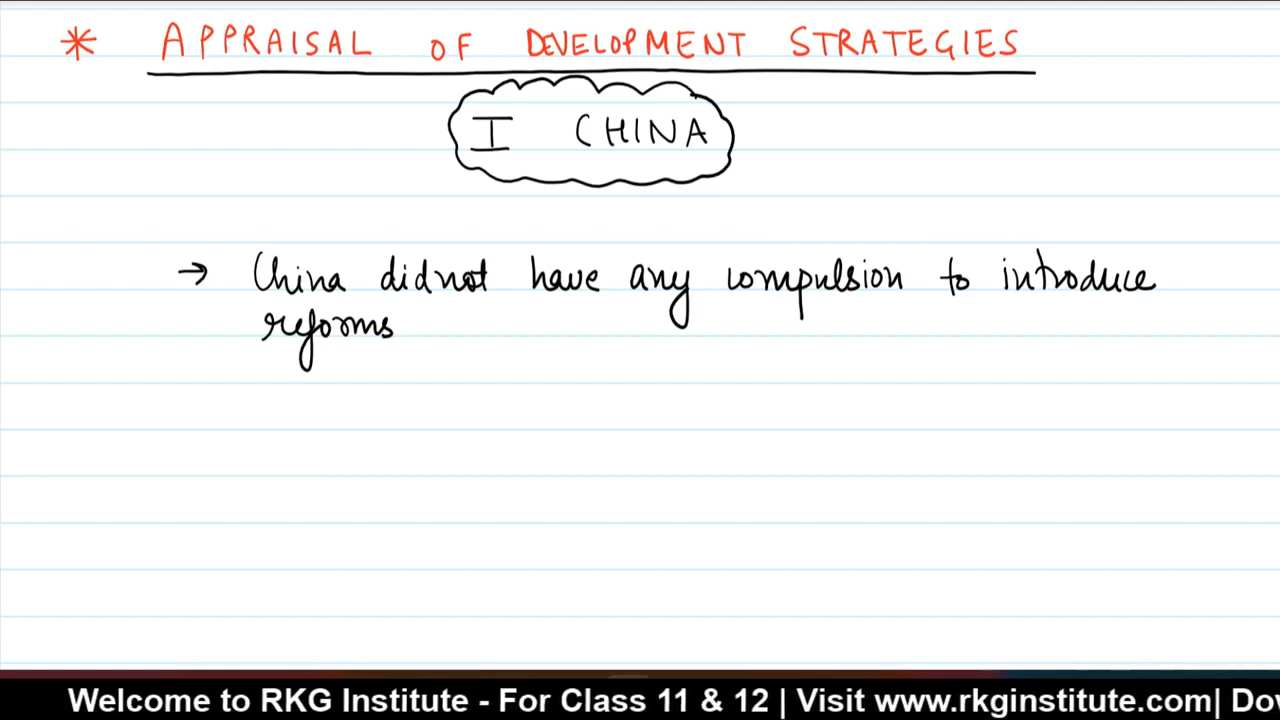 * APPRAISAL OF DEVELOPMENT STRATEGIES
I CHINA
→ China didnot have any compulsion to introduce
reforms
Welcome to RKG Institute - For Class 11 & 12 | Visit www.rkginstitute.com| Do